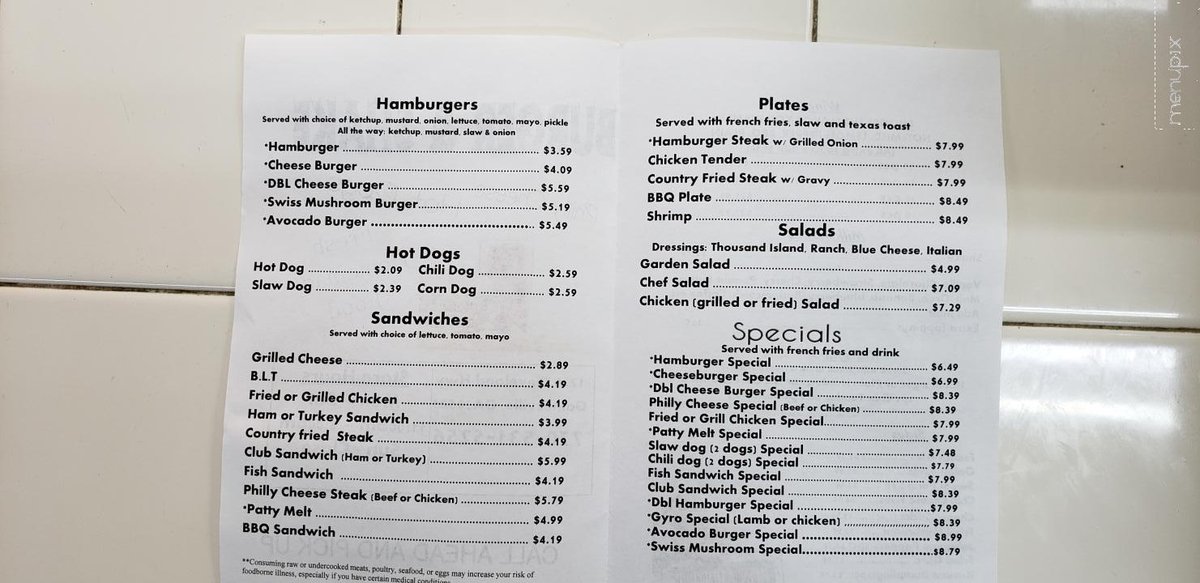 Hamburgers
Served with choice of ketchup, mustard, onion, lettuce, tomato, mayo, pickle
All the way: ketchup, mustard, slaw & onion
*Hamburger $3.59
*Cheese Burger $4.09
*DBL Cheese Burger $5.59
*Swiss Mushroom Burger $5.19
*Avocado Burger $5.49
Hot Dogs
Hot Dog $2.09 Chili Dog $2.59
Slaw Dog $2.39 Corn Dog $2.59
Sandwiches
Served with choice of lettuce, tomato, mayo
Grilled Cheese $2.89
B.L.T $4.19
Fried or Grilled Chicken $4.19
Ham or Turkey Sandwich $3.99
Country fried Steak $4.19
Club Sandwich (Ham or Turkey) $5.99
Fish Sandwich $4.19
Philly Cheese Steak (Beef or Chicken) $5.79
*Patty Melt $4.99
BBQ Sandwich $4.19
**Consuming raw or undercooked meats, poultry, seafood, or eggs may increase your risk of
foodborne illness, especially if you have certain medical conditions
Plates
Served with french fries, slaw and texas toast
*Hamburger Steak w/ Grilled Onion $7.99
Chicken Tender $7.99
Country Fried Steak w/ Gravy $7.99
BBQ Plate $8.49
Shrimp $8.49
Salads
Dressings: Thousand Island, Ranch, Blue Cheese, Italian
Garden Salad $4.99
Chef Salad $7.09
Chicken (grilled or fried) Salad $7.29
Specials
Served with french fries and drink
*Hamburger Special $6.49
*Cheeseburger Special $6.99
*Dbl Cheese Burger Special $8.39
Philly Cheese Special (Beef or Chicken) $8.39
Fried or Grill Chicken Special $7.99
*Patty Melt Special $7.99
Slaw dog (2 dogs) Special $7.48
Chili dog (2 dogs) Special $7.79
Fish Sandwich Special $7.99
Club Sandwich Special $8.39
*Dbl Hamburger Special $7.99
*Gyro Special (Lamb or chicken) $8.39
*Avocado Burger Special $8.99
*Swiss Mushroom Special $8.79
CALL AHEAD AND PICK UP
menupix